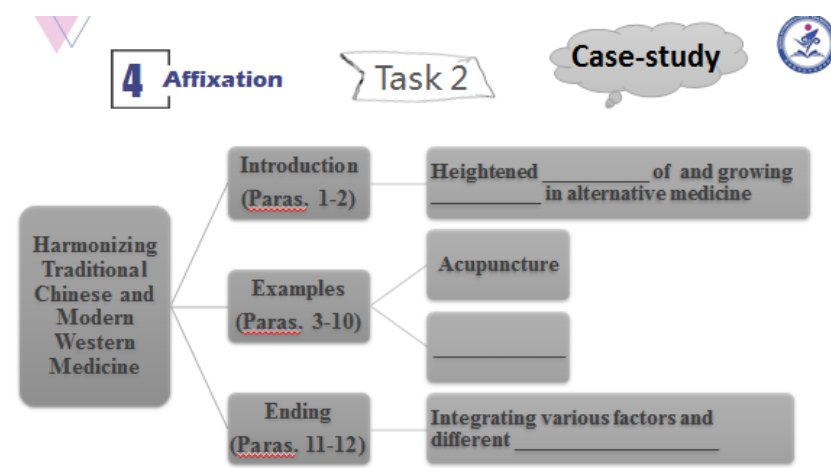 4 Affixation
Task 2
Case-study
Harmonizing
Traditional
Chinese and
Modern
Western
Medicine
Introduction
(Paras. 1-2)
Heightened __________ of and growing
__________ in alternative medicine
Examples
(Paras. 3-10)
Acupuncture
____________
Ending
(Paras. 11-12)
Integrating various factors and
different ___________________